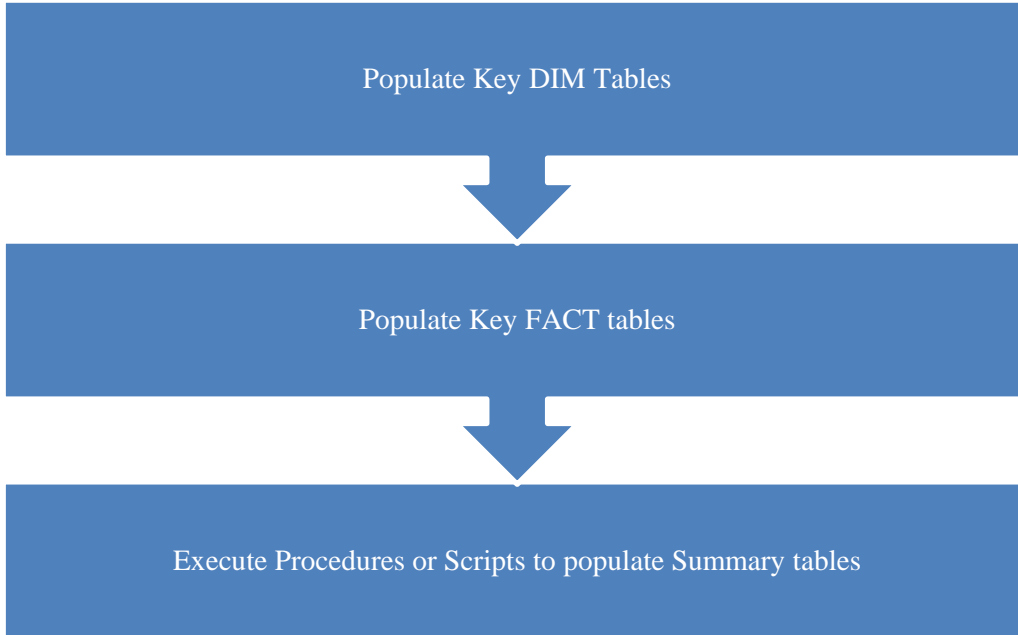 Populate Key DIM Tables
Populate Key FACT tables
Execute Procedures or Scripts to populate Summary tables